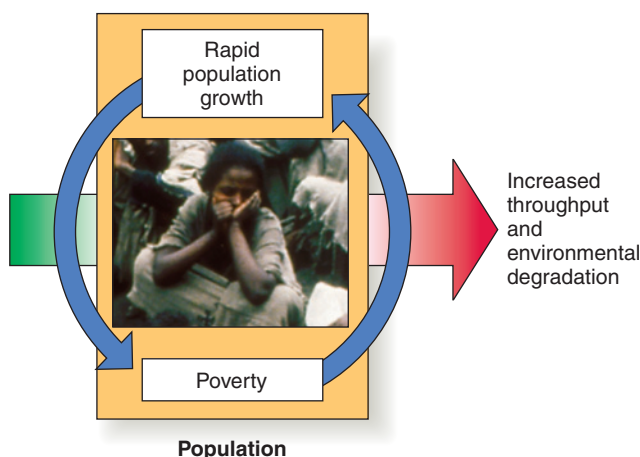 Rapid
population
growth
Increased
throughput
and
environmental
degradation
Poverty
Population